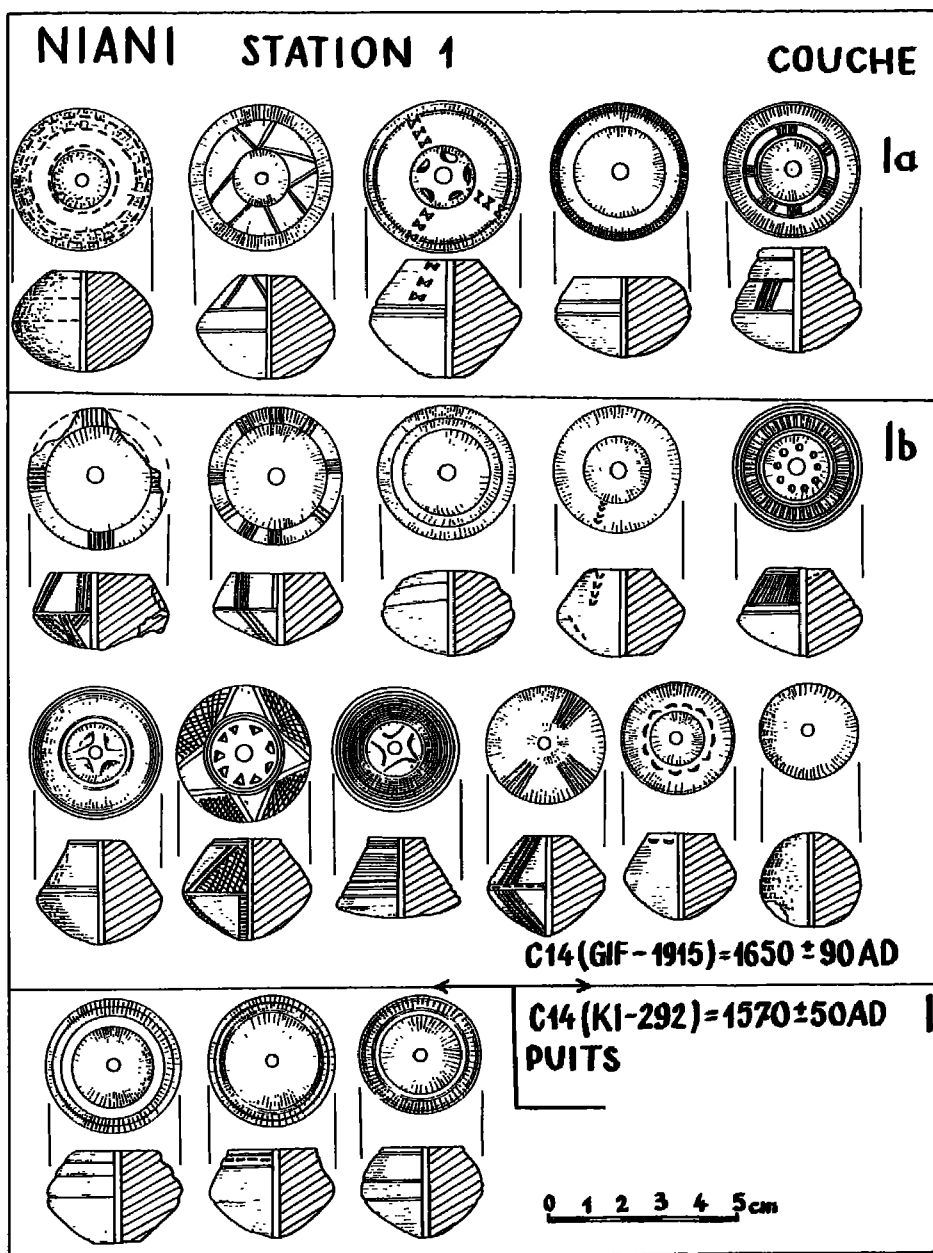 NIANI STATION 1 COUCHE
Ia
Ib
C14 (GIF-1915) = 1650 ± 90 AD
C14 (KI-292) = 1570 ± 50 AD
PUITS
0 1 2 3 4 5 cm